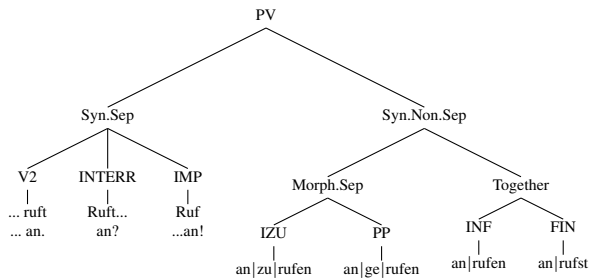 PV
Syn.Sep Syn.Non.Sep
V2 INTERR IMP Morph.Sep Together
... ruft Ruft... Ruf
... an. an? ...an!
IZU PP INF FIN
an|zu|rufen an|ge|rufen an|rufen an|rufst